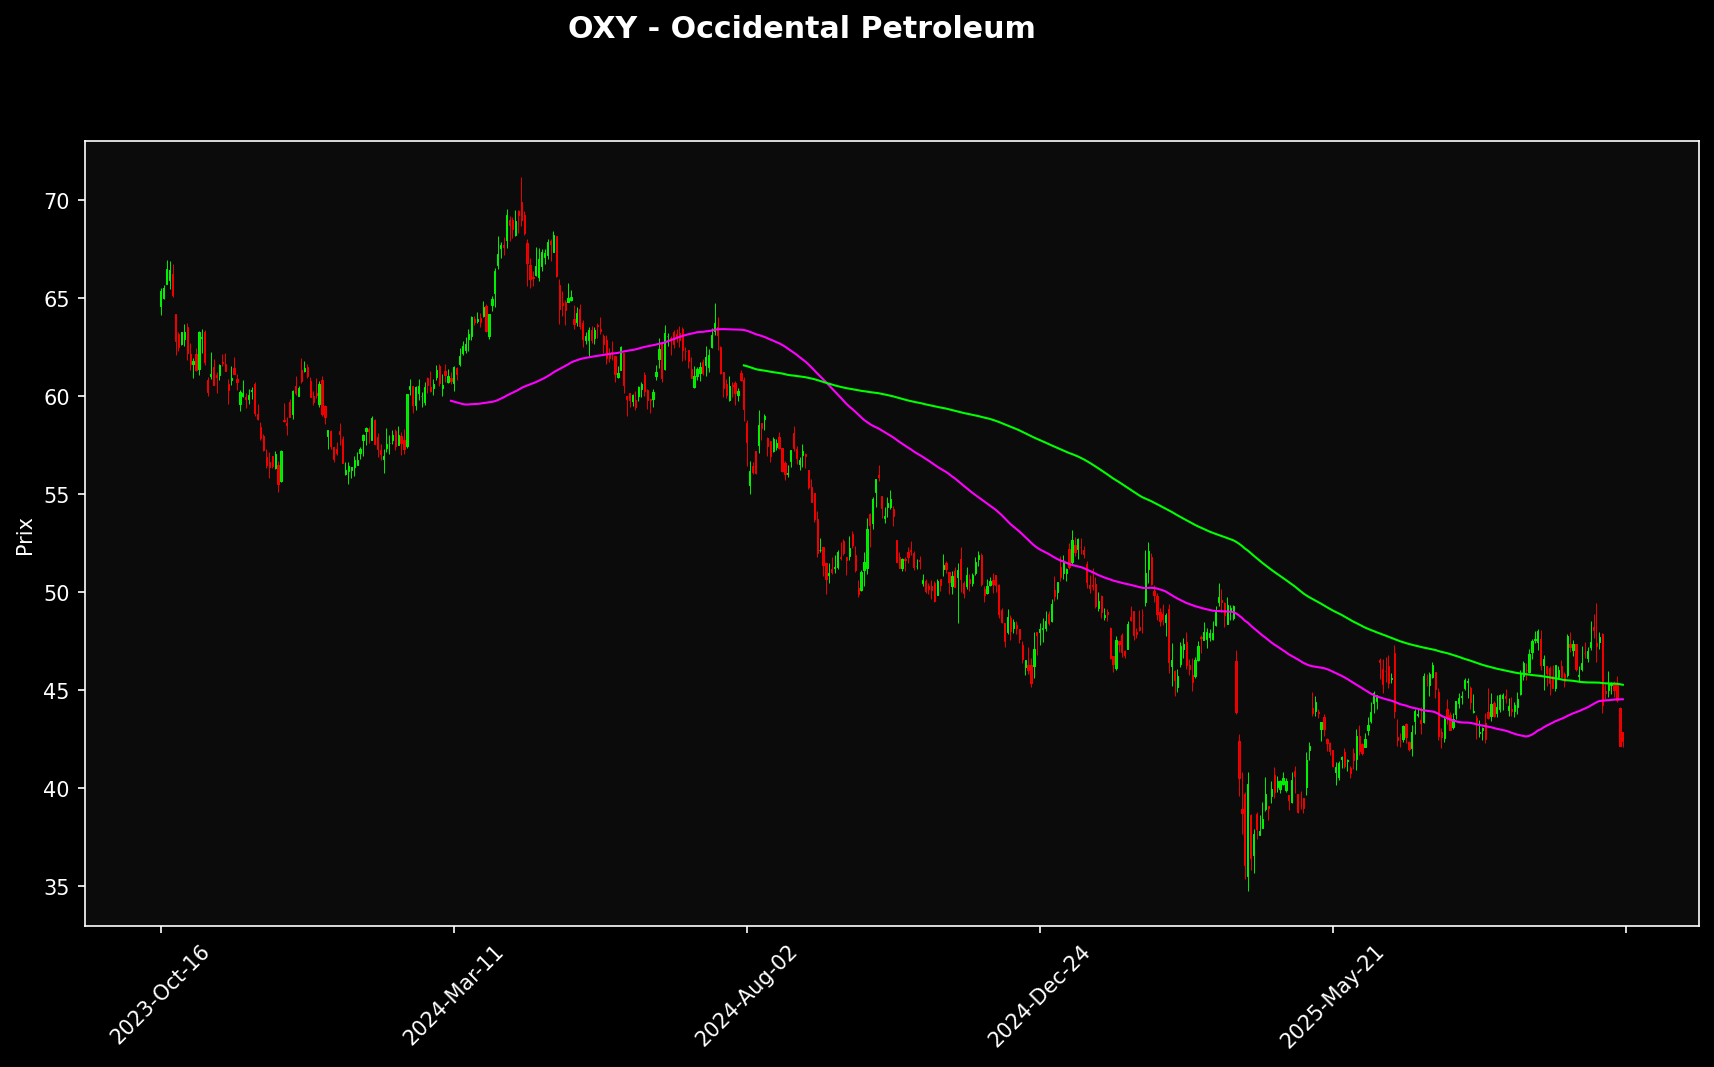 OXY - Occidental Petroleum
Prix
70
65
60
55
50
45
40
35
2023-Oct-16
2024-Mar-11
2024-Aug-02
2024-Dec-24
2025-May-21